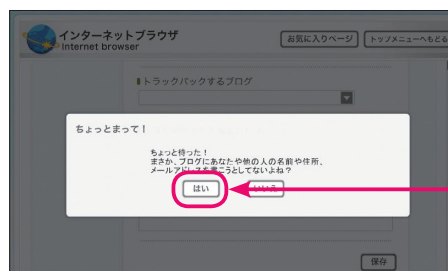 インターネットブラウザ
Internet browser
お気に入りページ
トップメニューへもどる
トラックバックするブログ
ちょっとまって！
ちょっと待った！
まさか、ブログにあなたや他の人の名前や住所、
メールアドレスを書こうとしてないよね？
はい
いいえ
保存